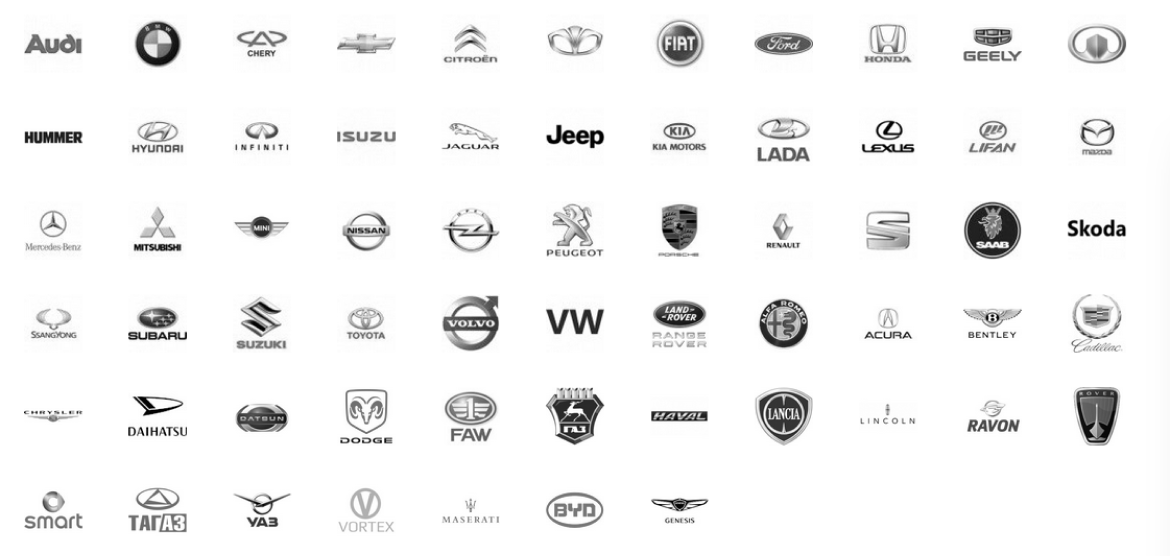 Audi
BMW
CHERY
CITROËN
FIAT
Ford
HONDA
GEELY
HUMMER
HYUNDAI
INFINITI
ISUZU
JAGUAR
Jeep
KIA
KIA MOTORS
LADA
LEXUS
LIFAN
mazda
Mercedes-Benz
MITSUBISHI
MINI
NISSAN
PEUGEOT
PORSCHE
RENAULT
SAAB
Skoda
SSANGYONG
SUBARU
SUZUKI
TOYOTA
VOLVO
VW
LAND-
-ROVER
RANGE
ROVER
ALFA ROMEO
ACURA
B
BENTLEY
Cadillac
CHRYSLER
DAIHATSU
DATSUN
DODGE
FAW
HAVAL
LANCIA
LINCOLN
RAVON
ROVER
smart
ТАГАЗ
УАЗ
VORTEX
MASERATI
BYD
GENESIS